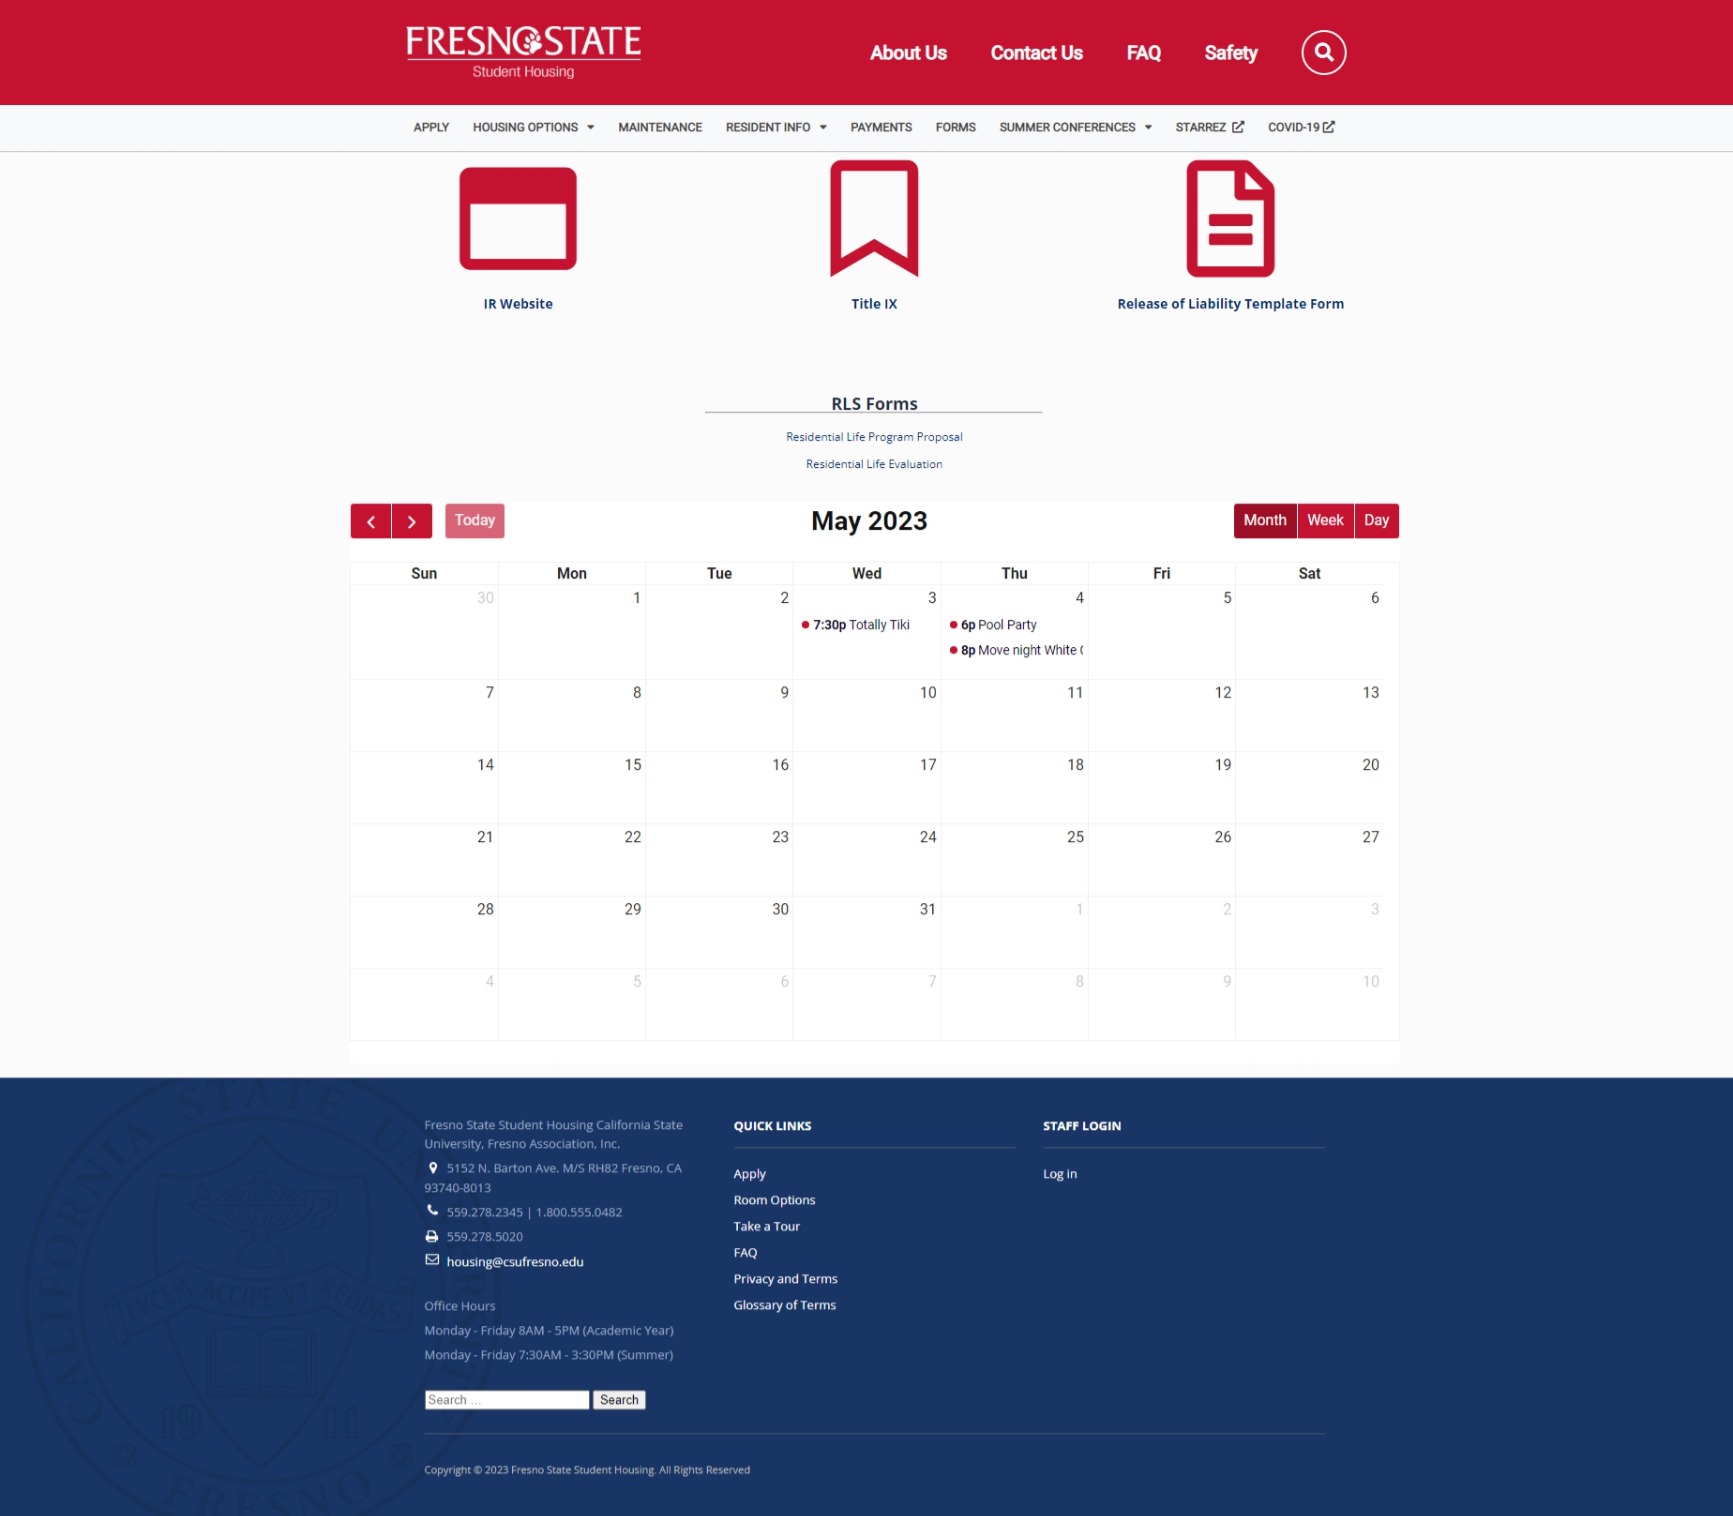 FRESNO STATE
Student Housing
About Us Contact Us FAQ Safety
APPLY HOUSING OPTIONS MAINTENANCE RESIDENT INFO PAYMENTS FORMS SUMMER CONFERENCES STARREZ COVID-19
IR Website Title IX Release of Liability Template Form
RLS Forms
Residential Life Program Proposal
Residential Life Evaluation
Today May 2023 Month Week Day
Sun Mon Tue Wed Thu Fri Sat
30 1 2 3 4 5 6
7:30p Totally Tiki 6p Pool Party
8p Move night White
7 8 9 10 11 12 13
14 15 16 17 18 19 20
21 22 23 24 25 26 27
28 29 30 31 1 2 3
4 5 6 7 8 9 10
Fresno State Student Housing California State
University, Fresno Association, Inc.
5152 N. Barton Ave. M/S RH82 Fresno, CA
93740-8013
559.278.2345 | 1.800.555.0482
559.278.5020
housing@csufresno.edu
Office Hours
Monday - Friday 8AM - 5PM (Academic Year)
Monday - Friday 7:30AM - 3:30PM (Summer)
Search ... Search
QUICK LINKS
Apply
Room Options
Take a Tour
FAQ
Privacy and Terms
Glossary of Terms
STAFF LOGIN
Log in
Copyright © 2023 Fresno State Student Housing. All Rights Reserved
CALIFORNIA STATE
FRESNO
LVCEM ACCIPE VT REDDAS
19 11